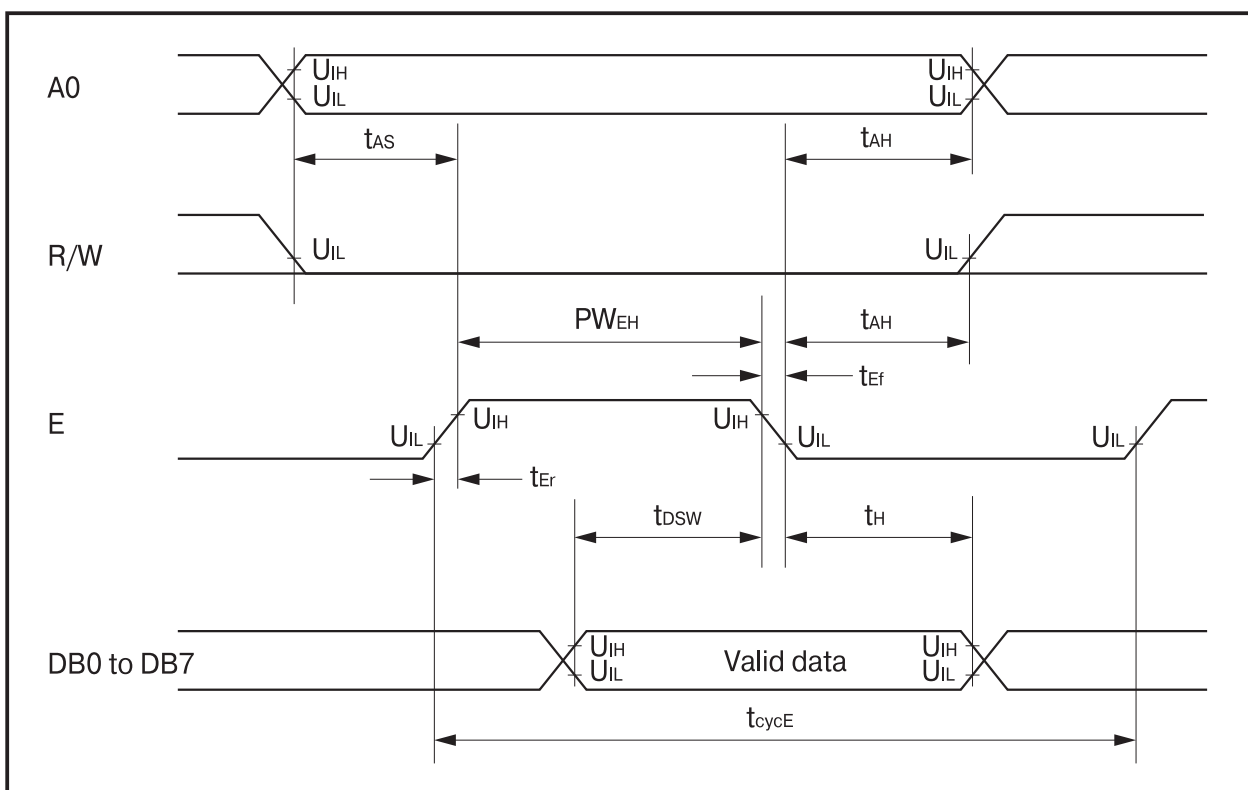 A0
UIH
UIL
UIH
UIL
tAS
tAH
R/W
UIL
UIL
PWEH
tAH
tEf
E
UIL
UIH
UIH
UIL
UIL
tEr
tDSW
tH
DB0 to DB7
UIH
UIL
Valid data
UIH
UIL
tcycE